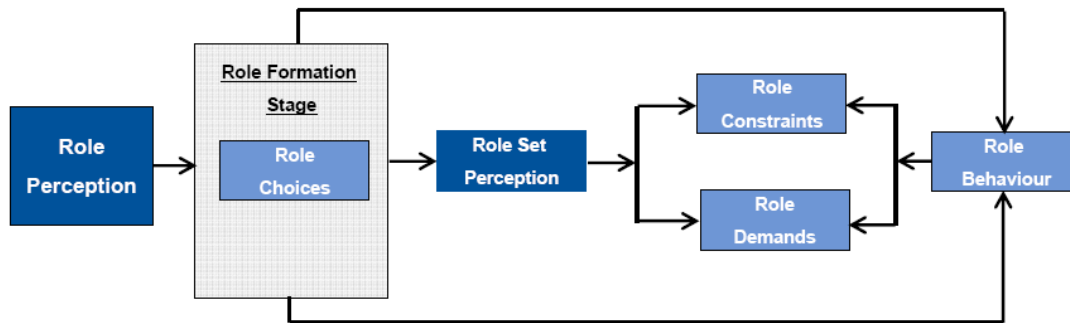 Role
Perception
Role Formation
Stage
Role
Choices
Role Set
Perception
Role
Constraints
Role
Demands
Role
Behaviour